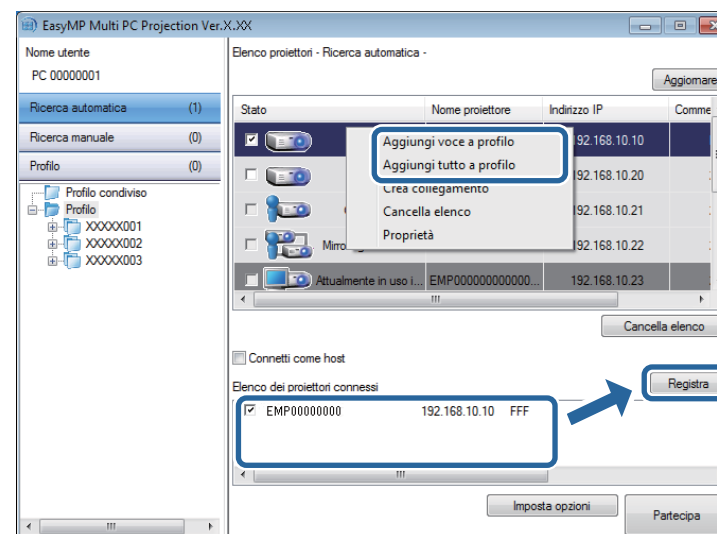 EasyMP Multi PC Projection Ver.X.XX
Nome utente
PC 00000001
Ricerca automatica (1)
Ricerca manuale (0)
Profilo (0)
Profilo condiviso
Profilo
XXXXX001
XXXXX002
XXXXX003
Elenco proiettori - Ricerca automatica -
Aggiornare
Stato Nome proiettore Indirizzo IP Comme
92.168.10.10
192.168.10.20
192.168.10.21
192.168.10.22
Attualmente in uso i... EMP000000000000... 192.168.10.23
Aggiungi voce a profilo
Aggiungi tutto a profilo
Crea collegamento
Cancella elenco
Proprietà
Cancella elenco
Connetti come host
Elenco dei proiettori connessi
Registra
EMP00000000 192.168.10.10 FFF
Imposta opzioni
Partecipa